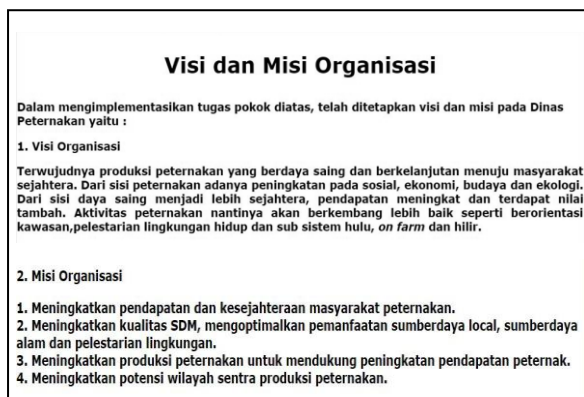 Visi dan Misi Organisasi
Dalam mengimplementasikan tugas pokok diatas, telah ditetapkan visi dan misi pada Dinas
Peternakan yaitu :
1. Visi Organisasi
Terwujudnya produksi peternakan yang berdaya saing dan berkelanjutan menuju masyarakat
sejahtera. Dari sisi peternakan adanya peningkatan pada sosial, ekonomi, budaya dan ekologi.
Dari sisi daya saing menjadi lebih sejahtera, pendapatan meningkat dan terdapat nilai
tambah. Aktivitas peternakan nantinya akan berkembang lebih baik seperti berorientasi
kawasan,pelestarian lingkungan hidup dan sub sistem hulu, on farm dan hilir.
2. Misi Organisasi
1. Meningkatkan pendapatan dan kesejahteraan masyarakat peternakan.
2. Meningkatkan kualitas SDM, mengoptimalkan pemanfaatan sumberdaya local, sumberdaya
alam dan pelestarian lingkungan.
3. Meningkatkan produksi peternakan untuk mendukung peningkatan pendapatan peternak.
4. Meningkatkan potensi wilayah sentra produksi peternakan.